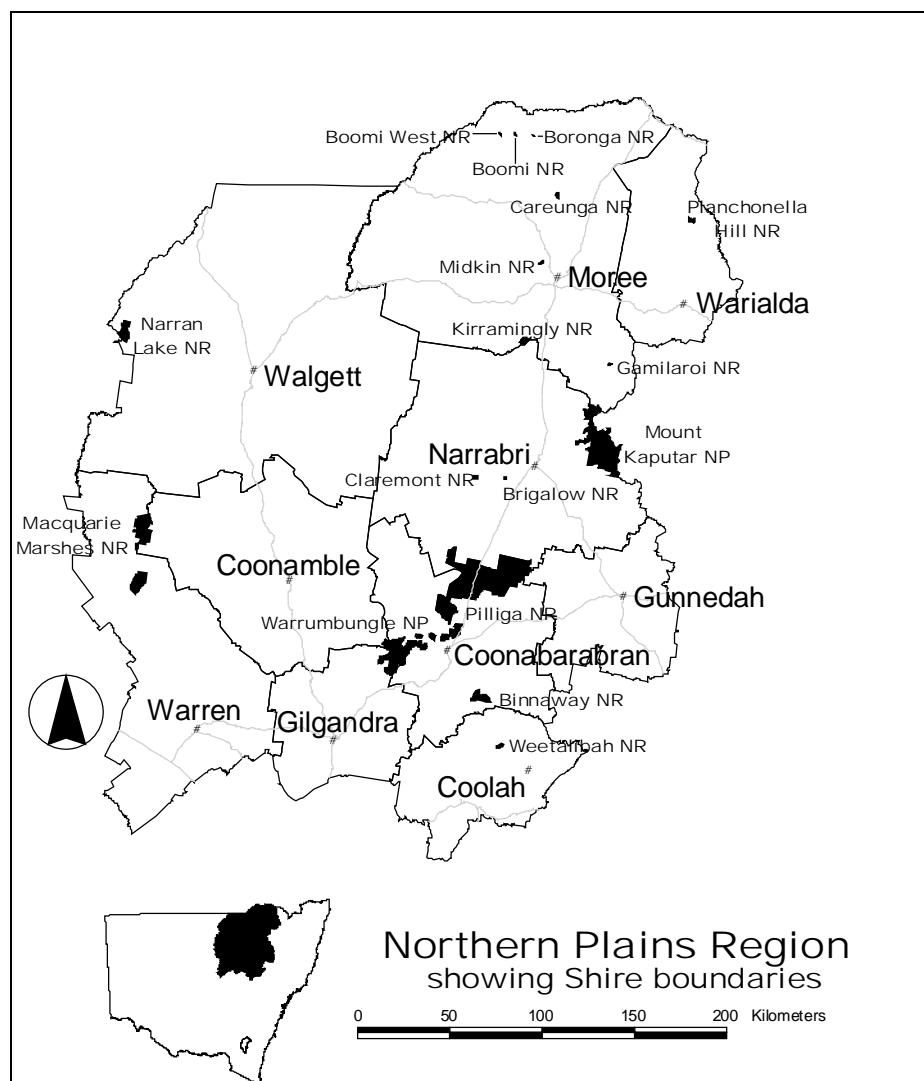 Boomi West NR
Boronga NR
Boomi NR
Careunga NR
Planchonella
Hill NR
Midkin NR
# Moree
#
Warialda
Narran
Lake NR
Kirramingly NR
#
Walgett
Gamilaroi NR
Mount
Kaputar NP
Narrabri #
Claremont NR
Brigalow NR
Macquarie
Marshes NR
Coonamble
#
#
Gunnedah
Pilliga NR
Warrumbungle NP
#
Coonabarabran
Binnaway NR
Warren
#
Gilgandra
#
Weetalibah NR
#
Coolah
Northern Plains Region
showing Shire boundaries
0 50 100 150 200 Kilometers